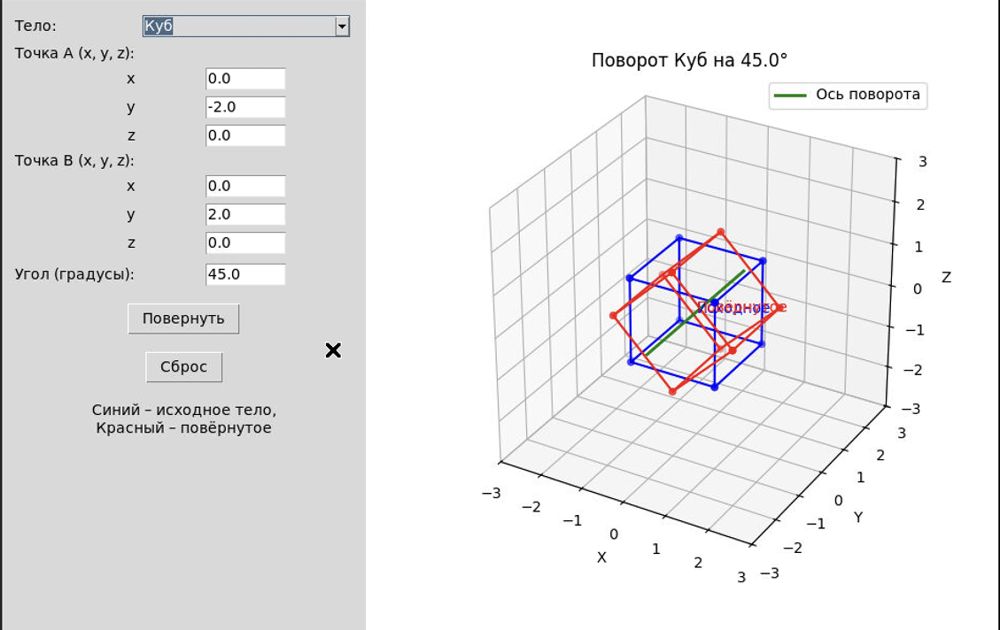 Тело: Куб
Точка A (x, y, z):
x 0.0
y -2.0
z 0.0
Точка B (x, y, z):
x 0.0
y 2.0
z 0.0
Угол (градусы): 45.0
Повернуть
Сброс
Синий – исходное тело,
Красный – повёрнутое
Поворот Куб на 45.0°
Ось поворота
3
2
1
0
−1
−2
−3
Z
3
2
1
0
−1
−2
−3
Y
−3
−2
−1
0
1
2
3
X